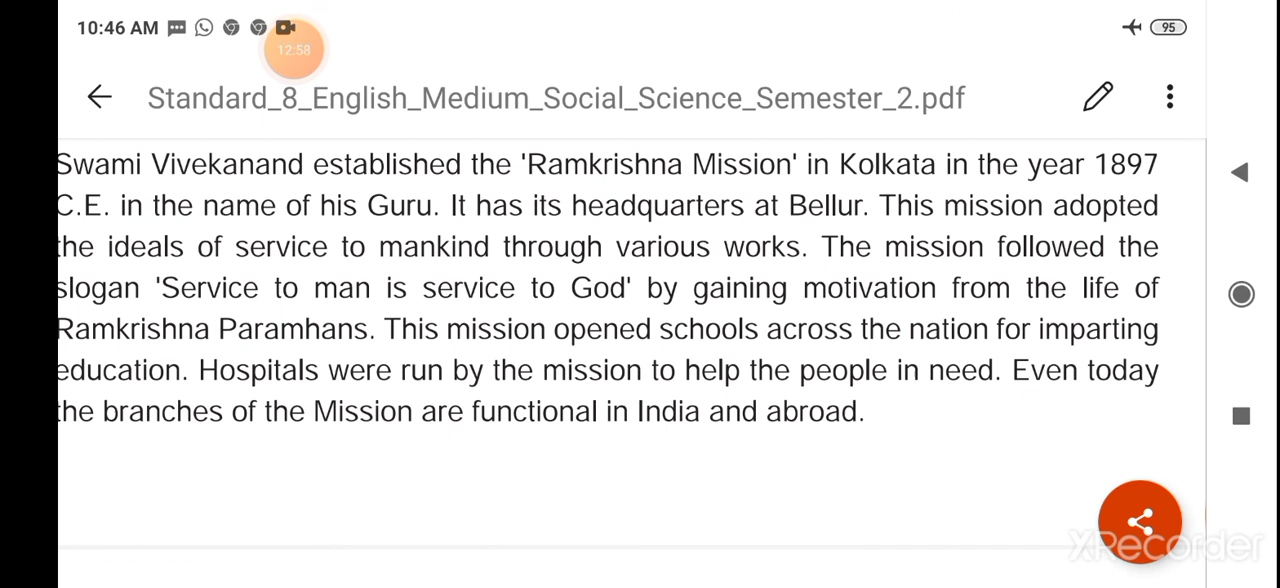 10:46 AM
12:58
95
Standard_8_English_Medium_Social_Science_Semester_2.pdf
Swami Vivekanand established the 'Ramkrishna Mission' in Kolkata in the year 1897
C.E. in the name of his Guru. It has its headquarters at Bellur. This mission adopted
the ideals of service to mankind through various works. The mission followed the
slogan 'Service to man is service to God' by gaining motivation from the life of
Ramkrishna Paramhans. This mission opened schools across the nation for imparting
education. Hospitals were run by the mission to help the people in need. Even today
the branches of the Mission are functional in India and abroad.
XRecorder